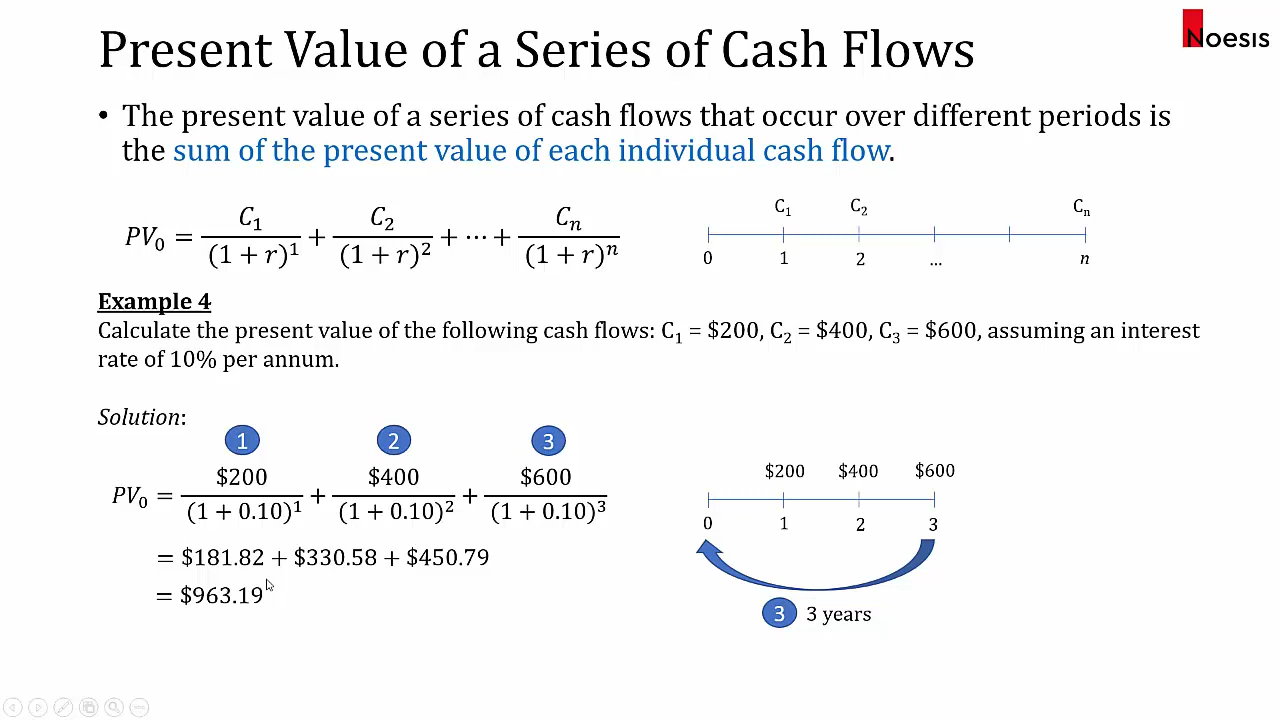 Noesis
Present Value of a Series of Cash Flows
• The present value of a series of cash flows that occur over different periods is
the sum of the present value of each individual cash flow.
PV₀ = C₁/(1 + r)¹ + C₂/(1 + r)² + ⋯ + Cₙ/(1 + r)ⁿ
C₁ C₂ Cₙ
0 1 2 ... n
Example 4
Calculate the present value of the following cash flows: C₁ = $200, C₂ = $400, C₃ = $600, assuming an interest
rate of 10% per annum.
Solution:
1 2 3
PV₀ = $200/(1 + 0.10)¹ + $400/(1 + 0.10)² + $600/(1 + 0.10)³
= $181.82 + $330.58 + $450.79
= $963.19
$200 $400 $600
0 1 2 3
3 3 years